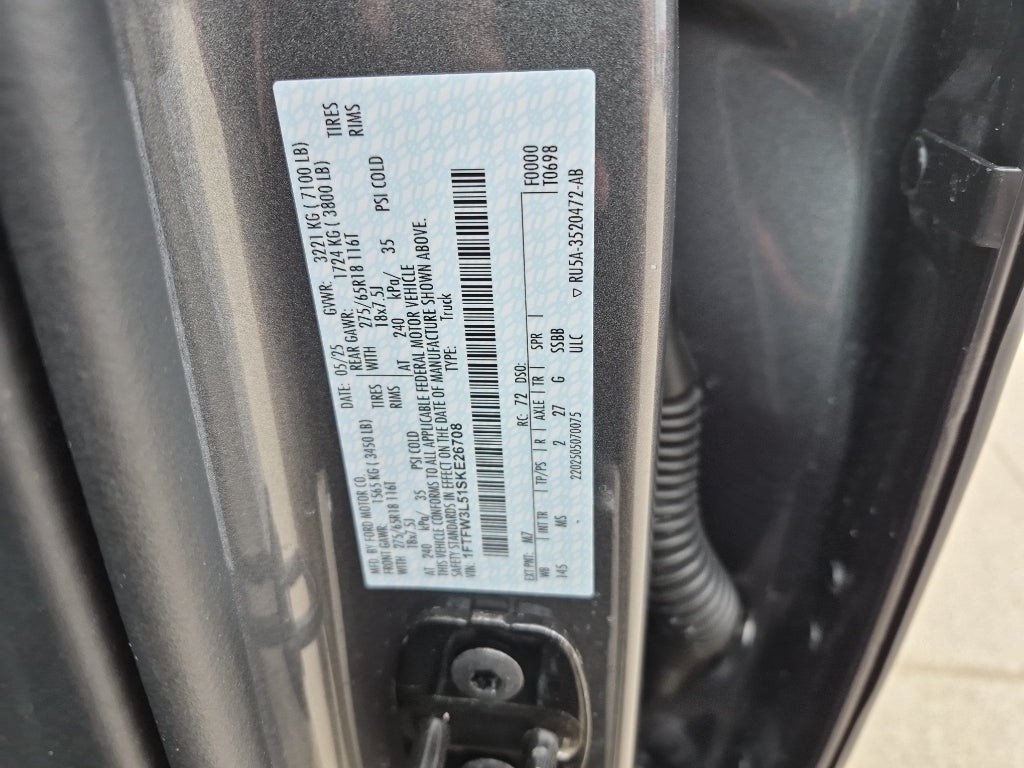 MFD. BY FORD MOTOR CO.
DATE: 05/25 GVWR: 3221 KG ( 7100 LB)
FRONT GAWR: 1565 KG ( 3450 LB) REAR GAWR: 1724 KG ( 3800 LB)
WITH 275/65R18 116T TIRES WITH 275/65R18 116T TIRES
18x7.5J RIMS 18x7.5J RIMS
AT 240 kPa/ 35 PSI COLD AT 240 kPa/ 35 PSI COLD
THIS VEHICLE CONFORMS TO ALL APPLICABLE FEDERAL MOTOR VEHICLE
SAFETY STANDARDS IN EFFECT ON THE DATE OF MANUFACTURE SHOWN ABOVE.
VIN: 1FTFW3L51SKE26708 TYPE: Truck
F0000
EXT PNT: M7 RC: 72 DSO: T0698
WB INT TR TP/PS R AXLE TR SPR
145 MS 2 27 G SSBB
- 2202505070075 ULC ▽ RU5A-3520472-AB